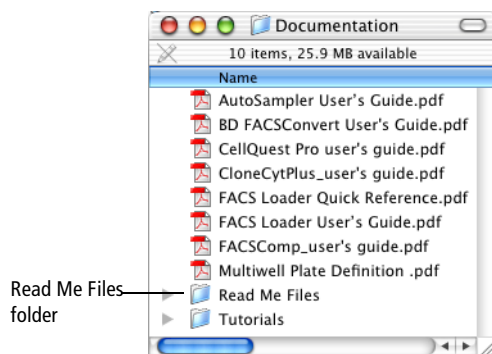 Documentation
10 items, 25.9 MB available
Name
AutoSampler User's Guide.pdf
BD FACSConvert User's Guide.pdf
CellQuest Pro user's guide.pdf
CloneCytPlus_user's guide.pdf
FACS Loader Quick Reference.pdf
FACS Loader User's Guide.pdf
FACSComp_user's guide.pdf
Multiwell Plate Definition .pdf
Read Me Files
Tutorials
Read Me Files
folder